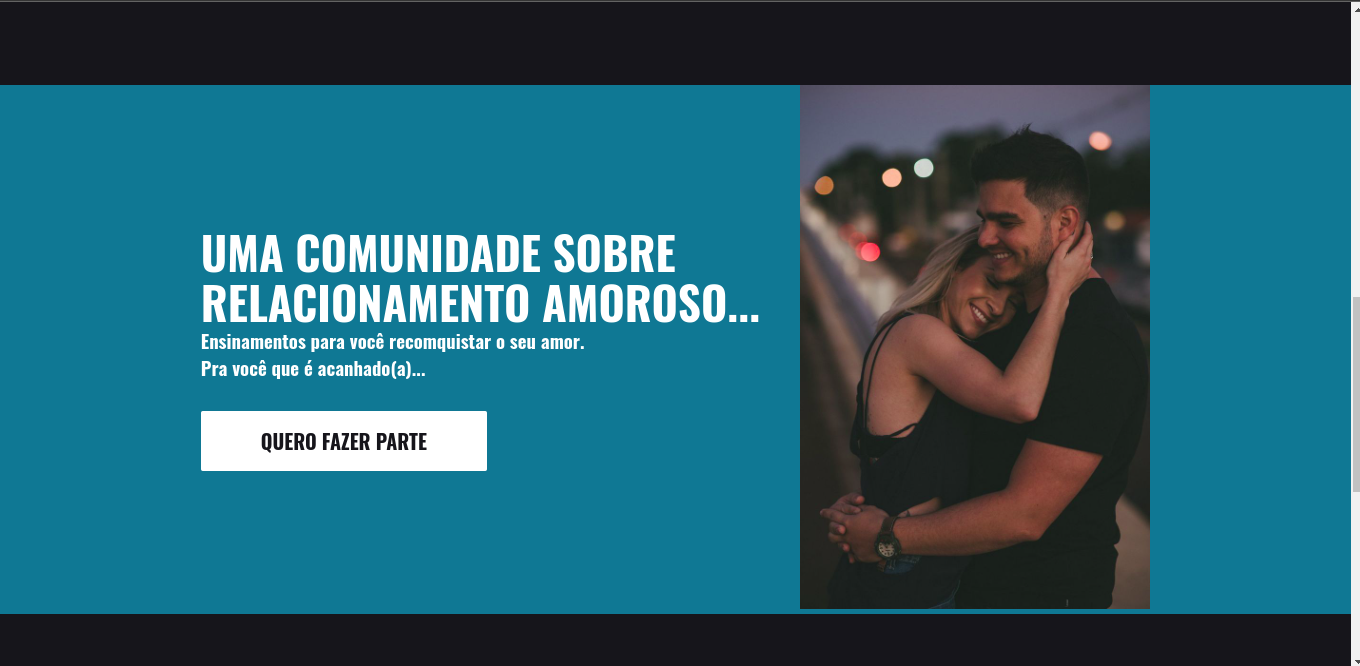 UMA COMUNIDADE SOBRE
RELACIONAMENTO AMOROSO...
Ensinamentos para você recomquistar o seu amor.
Pra você que é acanhado(a)...
QUERO FAZER PARTE